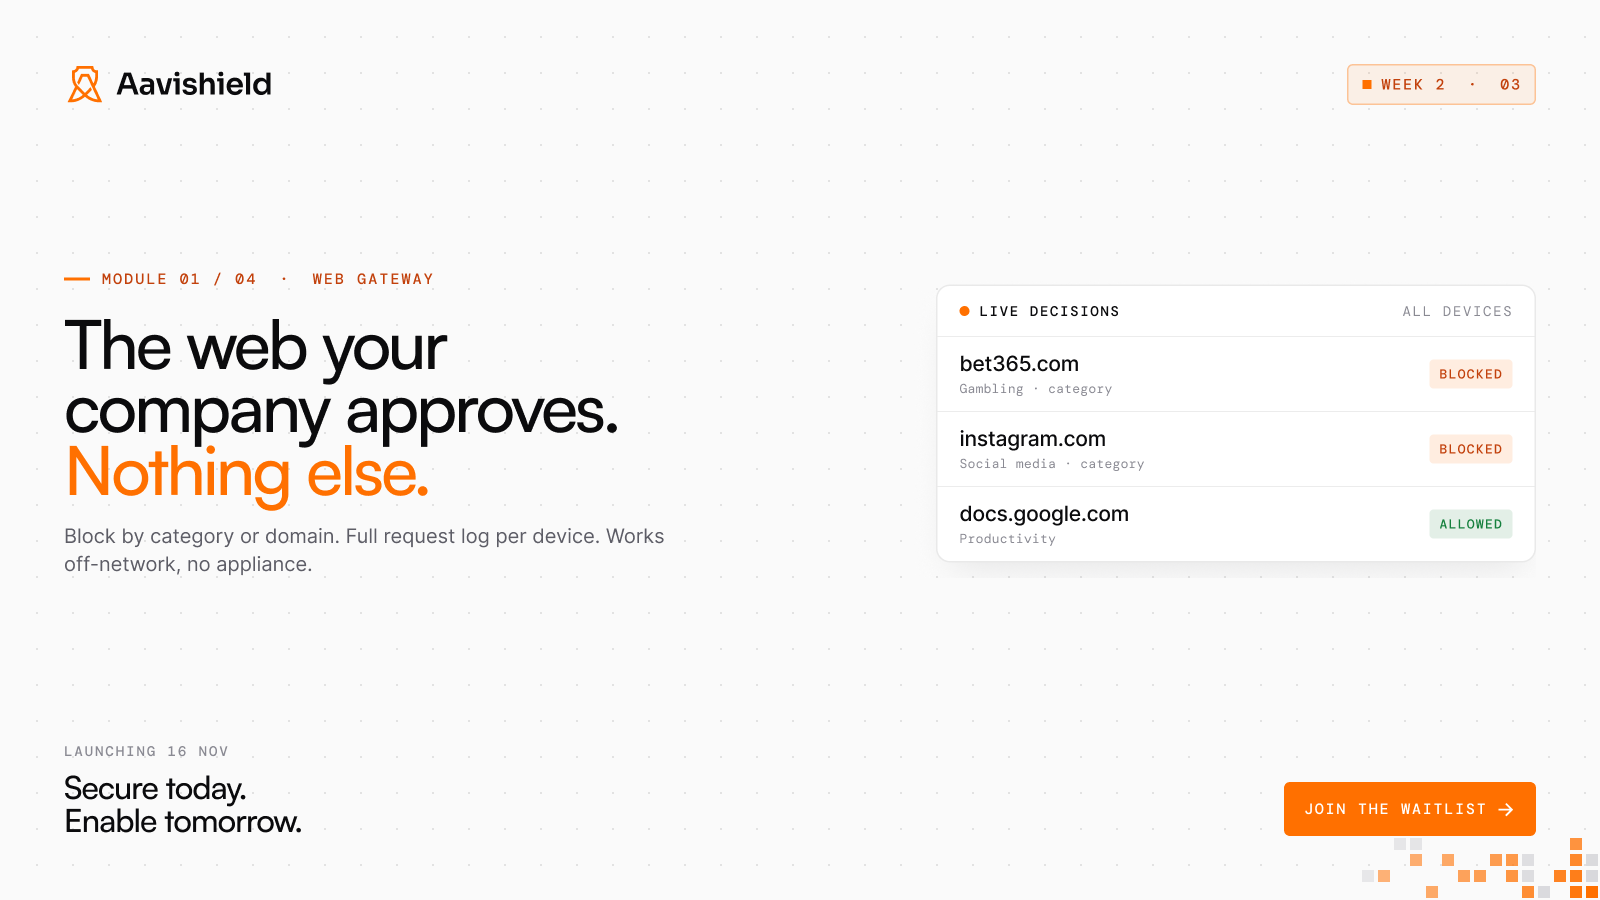 Aavishield
WEEK 2 · 03
MODULE 01 / 04 · WEB GATEWAY
The web your
company approves.
Nothing else.
Block by category or domain. Full request log per device. Works
off-network, no appliance.
LIVE DECISIONS
ALL DEVICES
bet365.com
Gambling · category
BLOCKED
instagram.com
Social media · category
BLOCKED
docs.google.com
Productivity
ALLOWED
LAUNCHING 16 NOV
Secure today.
Enable tomorrow.
JOIN THE WAITLIST →